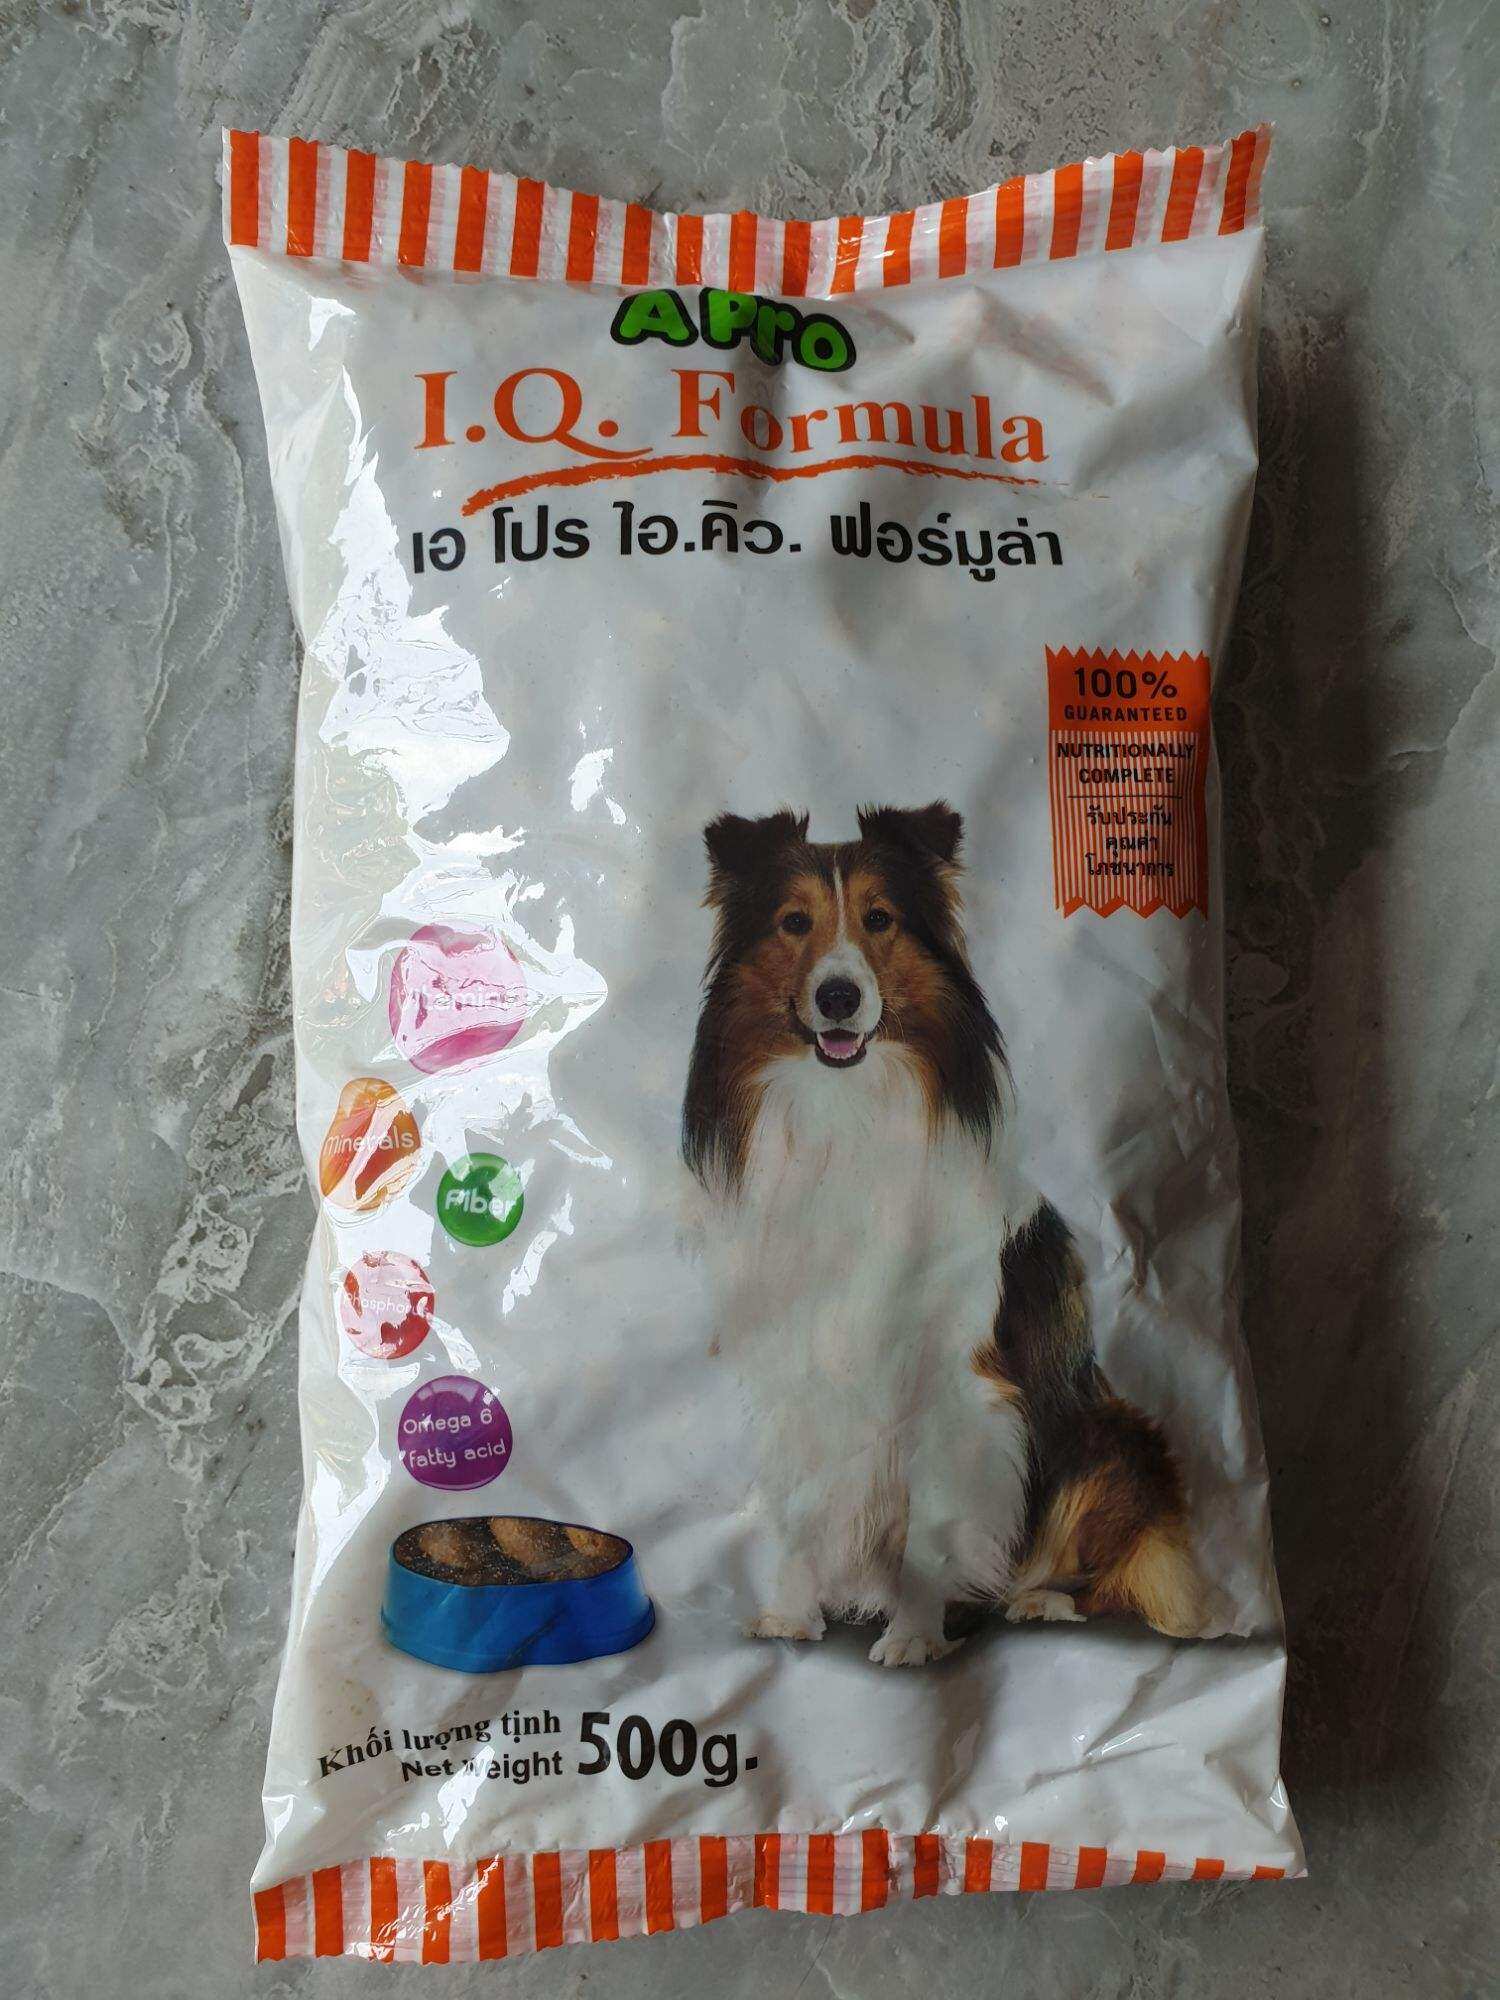 A Pro
I.Q. Formula
เอ โปร ไอ.คิว. ฟอร์มูล่า
100%
GUARANTEED
NUTRITIONALLY
COMPLETE
รับประกัน
คุณค่า
โภชนาการ
Minerals
Fiber
Omega 6
fatty acid
Khối lượng tịnh
Net weight 500g.